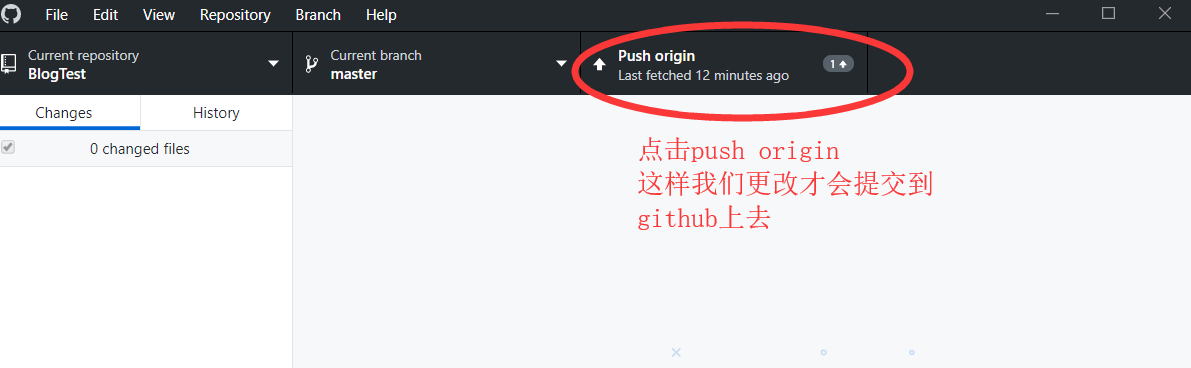 File Edit View Repository Branch Help
Current repository
BlogTest
Current branch
master
Push origin
Last fetched 12 minutes ago
1
Changes
History
0 changed files
点击push origin
这样我们更改才会提交到
github上去